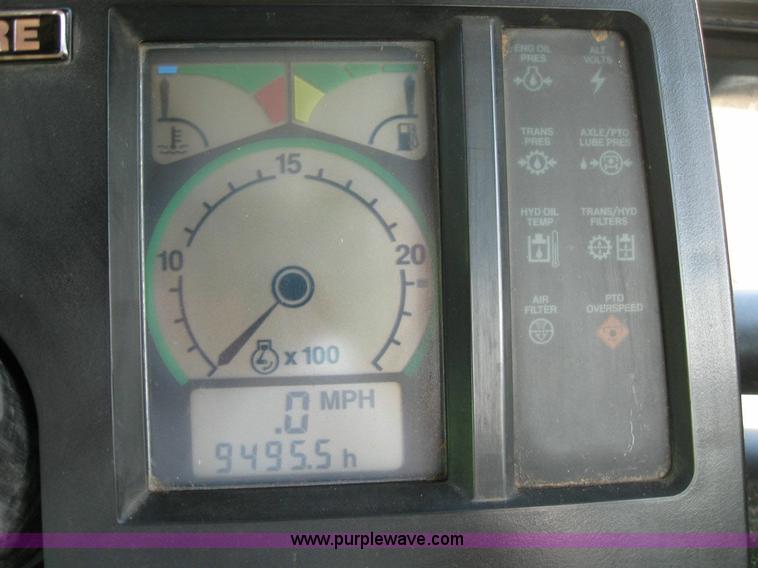 RE
ENG OIL
PRES
ALT
VOLTS
TRANS
PRES
AXLE/PTO
LUBE PRES
HYD OIL
TEMP
TRANS/HYD
FILTERS
AIR
FILTER
PTO
OVERSPEED
15
10
20
x 100
.0 MPH
9495.5 h
www.purplewave.com